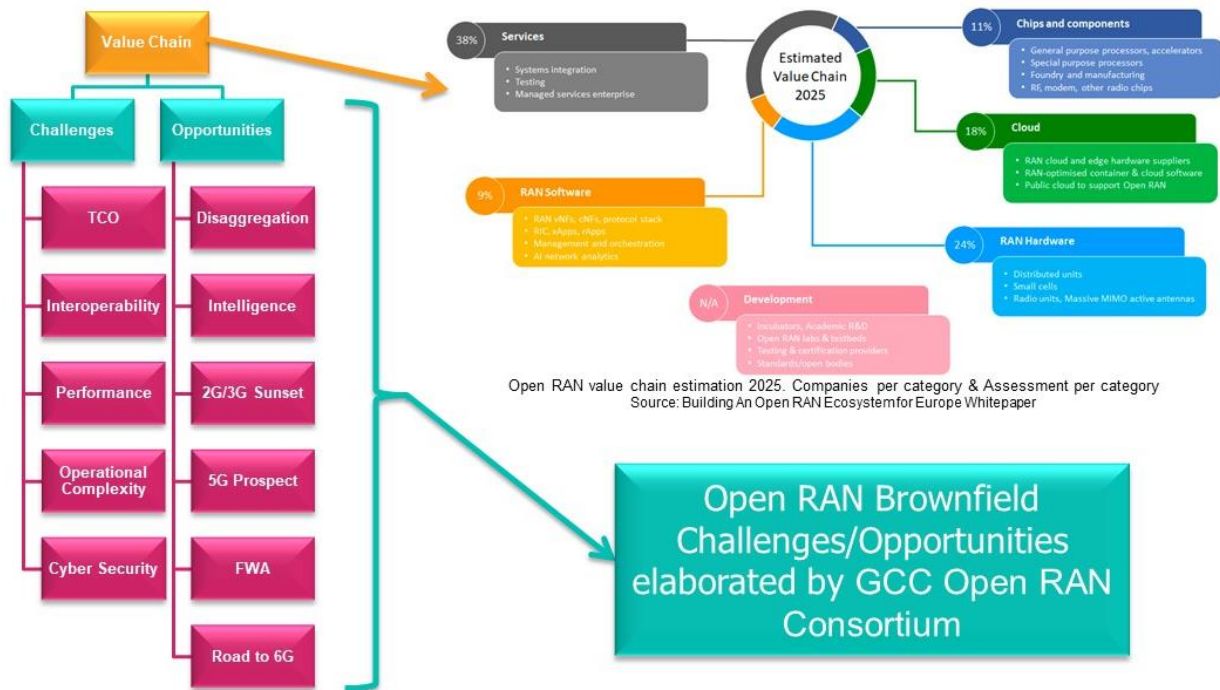 Value Chain
Challenges
Opportunities
TCO
Interoperability
Performance
Operational
Complexity
Cyber Security
Disaggregation
Intelligence
2G/3G Sunset
5G Prospect
FWA
Road to 6G
38%
Services
• Systems integration
• Testing
• Managed services enterprise
9%
RAN Software
• RAN vNFs, cNFs, protocol stack
• RIC, xApps, rApps
• Management and orchestration
• AI network analytics
Estimated
Value Chain
2025
11%
Chips and components
• General purpose processors, accelerators
• Special purpose processors
• Foundry and manufacturing
• RF, modem, other radio chips
18%
Cloud
• RAN cloud and edge hardware suppliers
• RAN-optimised container & cloud software
• Public cloud to support Open RAN
24%
RAN Hardware
• Distributed units
• Small cells
• Radio units, Massive MIMO active antennas
N/A
Development
• Incubators, Academic R&D
• Open RAN labs & testbeds
• Testing & certification providers
• Standards/open bodies
Open RAN value chain estimation 2025. Companies per category & Assessment per category
Source: Building An Open RAN Ecosystem for Europe Whitepaper
Open RAN Brownfield
Challenges/Opportunities
elaborated by GCC Open RAN
Consortium